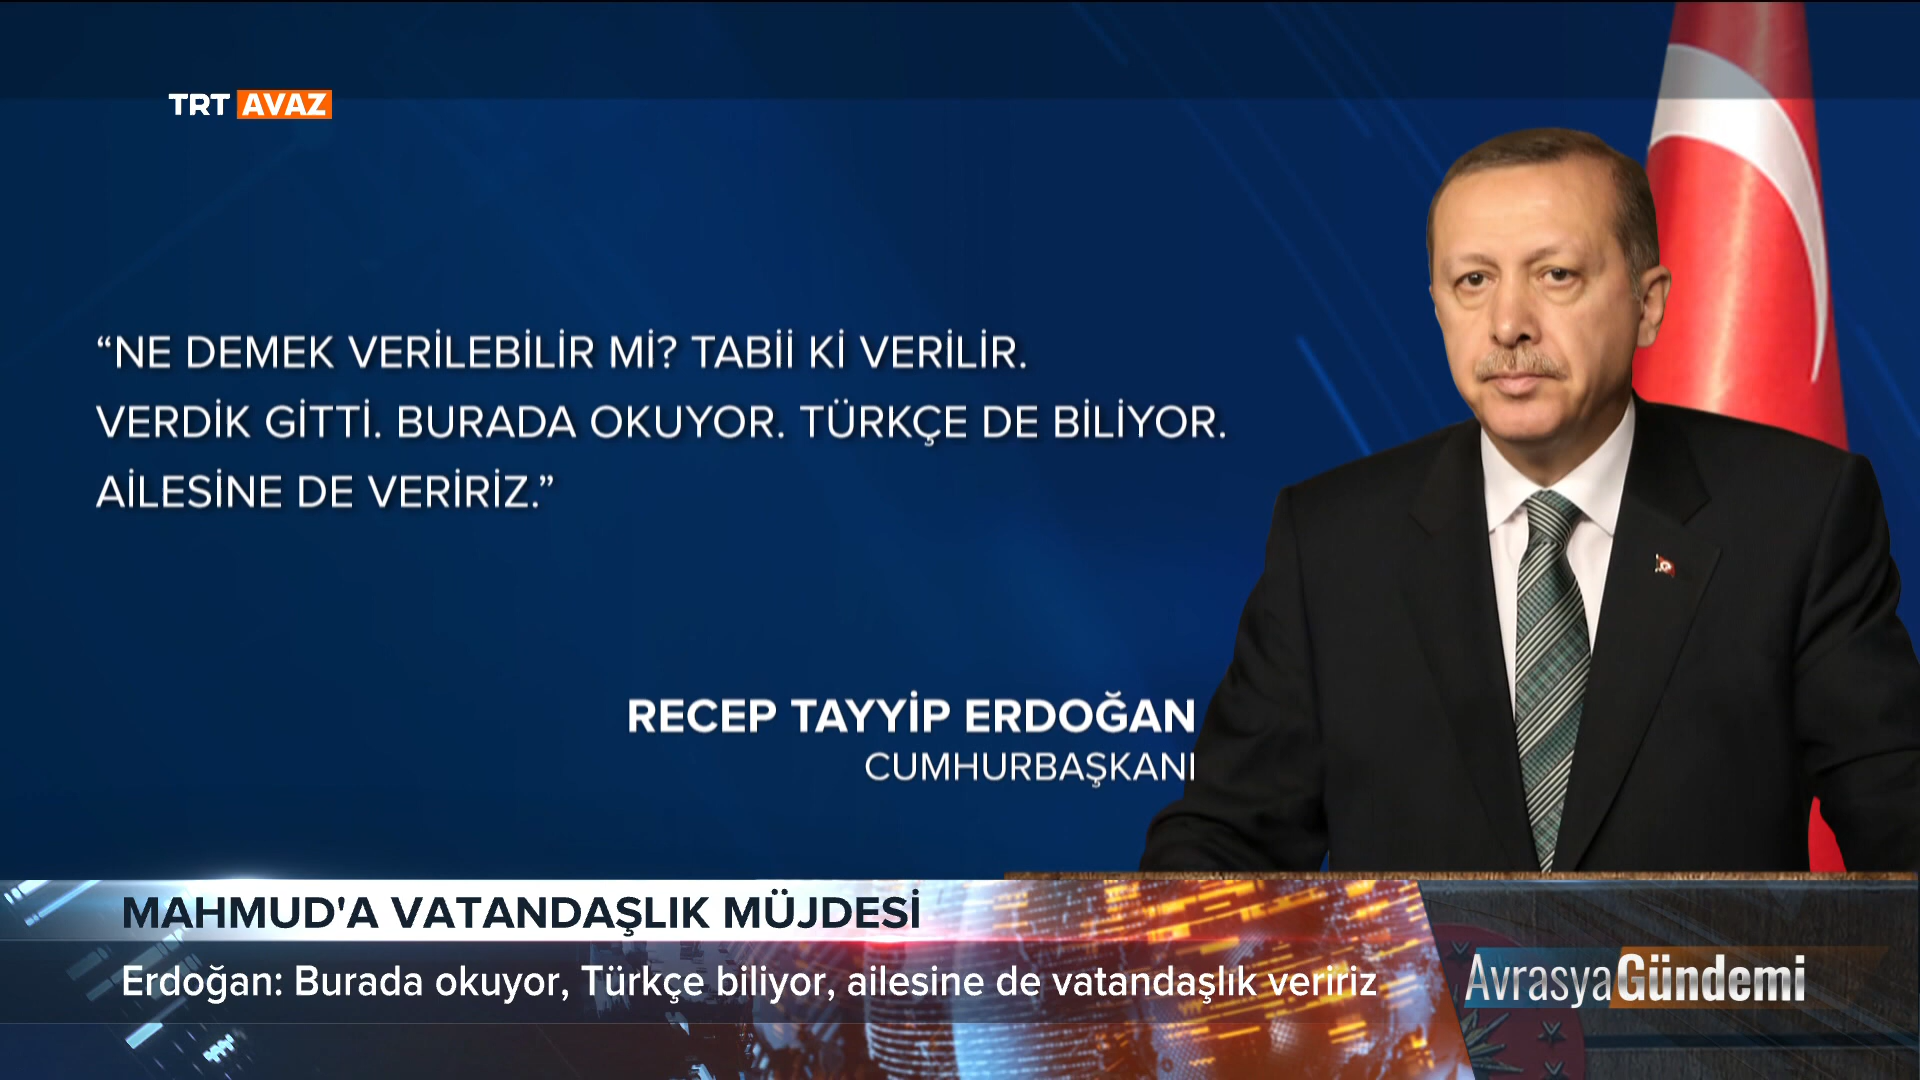 TRT AVAZ
“NE DEMEK VERİLEBİLİR Mİ? TABİİ Kİ VERİLİR.
VERDİK GİTTİ. BURADA OKUYOR. TÜRKÇE DE BİLİYOR.
AİLESİNE DE VERİRİZ.”
RECEP TAYYİP ERDOĞAN
CUMHURBAŞKANI
MAHMUD'A VATANDAŞLIK MÜJDESİ
Erdoğan: Burada okuyor, Türkçe biliyor, ailesine de vatandaşlık veririz
AvrasyaGündemi